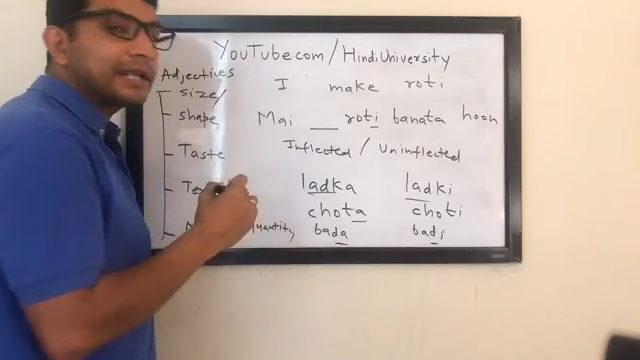 YouTube.com/HindiUniversity
Adjectives
I make roti
size/
shape
Mai ___ roti banata hoon
Taste
Inflected / Uninflected
ladka ladki
chota choti
quantity
bada badi